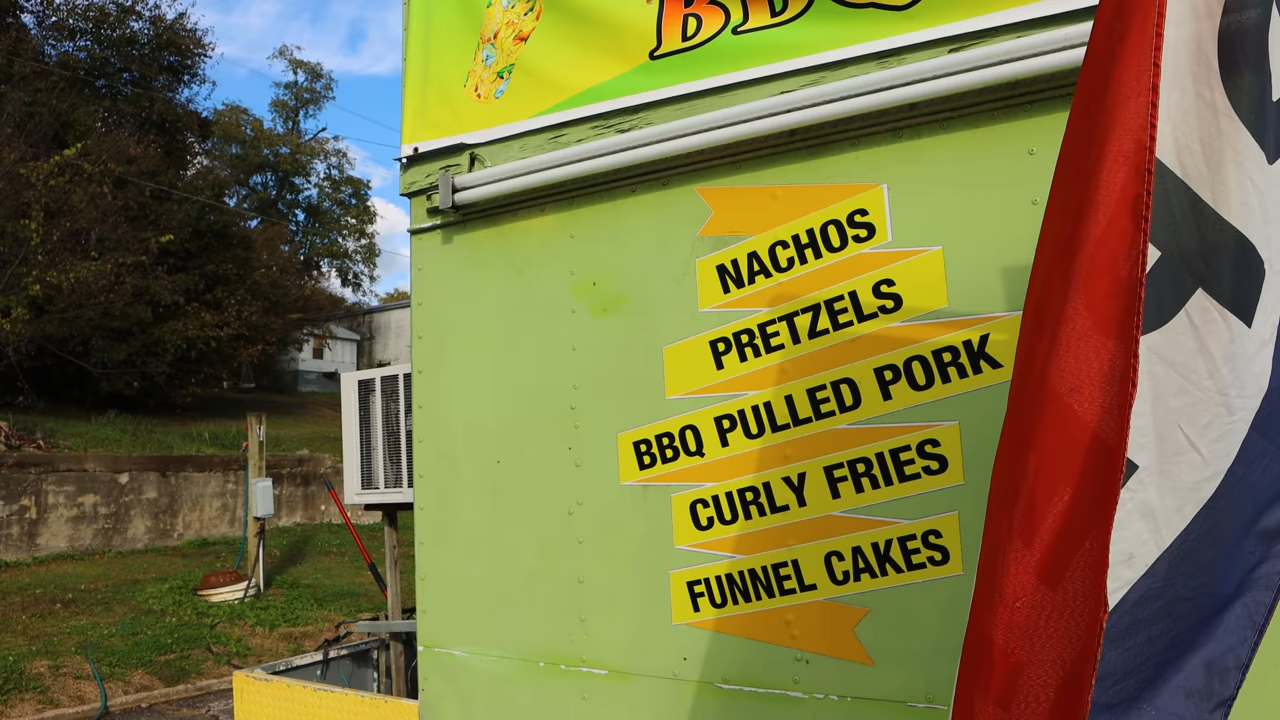 BBQ
NACHOS
PRETZELS
BBQ PULLED PORK
CURLY FRIES
FUNNEL CAKES